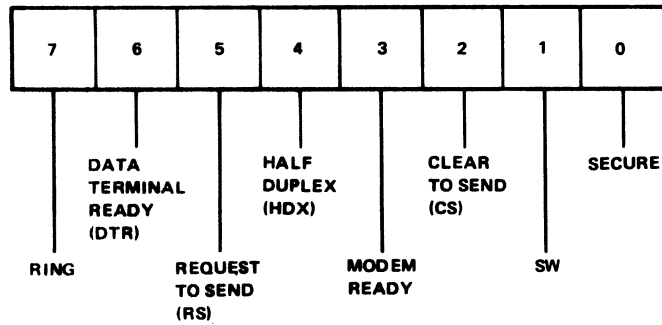 7 6 5 4 3 2 1 0
DATA
TERMINAL
READY
(DTR)
HALF
DUPLEX
(HDX)
CLEAR
TO SEND
(CS)
SECURE
RING
REQUEST
TO SEND
(RS)
MODEM
READY
SW